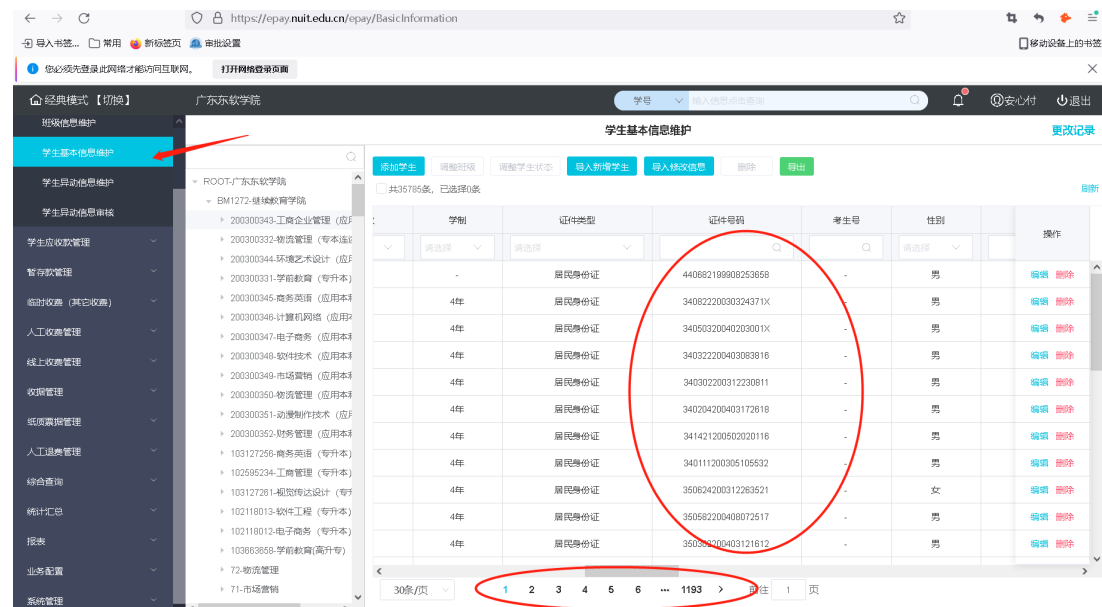 https://epay.nuit.edu.cn/epay/BasicInformation
导入书签... 常用 新标签页 审批设置
移动设备上的书签
您必须先登录此网络才能访问互联网。 打开网络登录页面
经典模式 【切换】 广东东软学院 学号 输入信息点击查询 安心付 退出
班级信息维护
学生基本信息维护
学生异动信息维护
学生异动信息审核
学生应收款管理
暂存款管理
临时收费（其它收费）
人工收费管理
线上收费管理
收据管理
纸质票据管理
人工退费管理
综合查询
统计汇总
报表
业务配置
系统管理
ROOT-广东东软学院
BM1272-继续教育学院
200300343-工商企业管理（应用
200300332-物流管理（专本连
200300344-环境艺术设计（应
200300331-学前教育（专升本）
200300345-商务英语（应用本
200300346-计算机网络（应用
200300347-电子商务（应用本
200300348-软件技术（应用本
200300349-市场营销（应用本
200300350-物流管理（应用本
200300351-动漫制作技术（应
200300352-财务管理（应用本
103127256-商务英语（专升本）
102595234-工商管理（专升本）
103127261-视觉传达设计（专
102118013-软件工程（专升本）
102118012-电子商务（专升本）
103663658-学前教育(高升专）
72-物流管理
71-市场营销
学生基本信息维护 更改记录
添加学生 调整班级 调整学生状态 导入新增学生 导入修改信息 删除 导出
共35785条，已选择0条 刷新
学制 证件类型 证件号码 考生号 性别 操作
请选择 请选择 请选择
- 居民身份证 440682199908253658 - 男 编辑 删除
4年 居民身份证 34082220030324371X - 男 编辑 删除
4年 居民身份证 34050320040203001X - 男 编辑 删除
4年 居民身份证 340322200403083816 - 男 编辑 删除
4年 居民身份证 340302200312230811 - 男 编辑 删除
4年 居民身份证 340204200403172618 - 男 编辑 删除
4年 居民身份证 341421200502020116 - 男 编辑 删除
4年 居民身份证 340111200305105532 - 男 编辑 删除
4年 居民身份证 350624200312263521 - 女 编辑 删除
4年 居民身份证 350582200408072517 - 男 编辑 删除
4年 居民身份证 350302200403121612 - 男 编辑 删除
30条/页 1 2 3 4 5 6 ••• 1193 > 前往 1 页